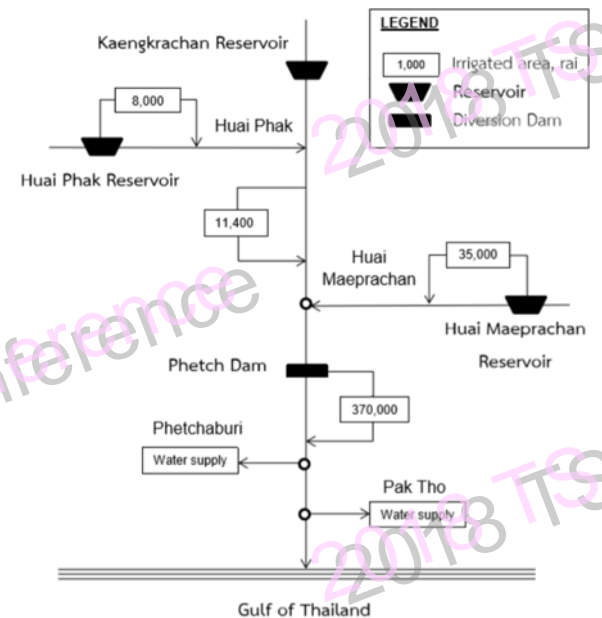 LEGEND
1,000 Irrigated area, rai
Reservoir
Diversion Dam
Kaengkrachan Reservoir
8,000
Huai Phak
Huai Phak Reservoir
11,400
Huai
Maeprachan
35,000
Huai Maeprachan
Reservoir
Phetch Dam
370,000
Phetchaburi
Water supply
Pak Tho
Water supply
Gulf of Thailand
2018 TS
ference
2018 TS
2018 TS